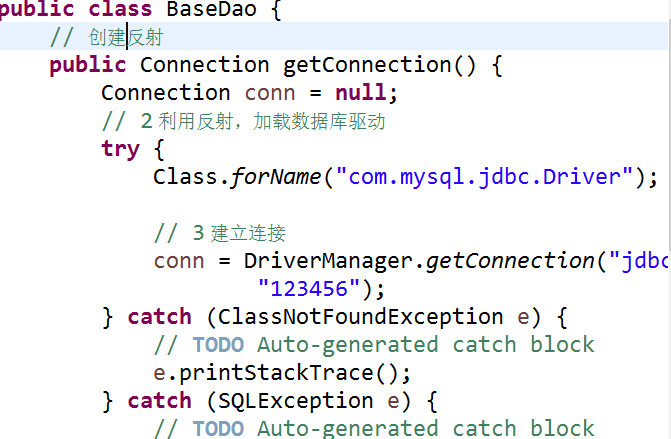 public class BaseDao {
// 创建反射
public Connection getConnection() {
Connection conn = null;
// 2 利用反射，加载数据库驱动
try {
Class.forName("com.mysql.jdbc.Driver");
// 3 建立连接
conn = DriverManager.getConnection("jdbc
"123456");
} catch (ClassNotFoundException e) {
// TODO Auto-generated catch block
e.printStackTrace();
} catch (SQLException e) {
// TODO Auto-generated catch block